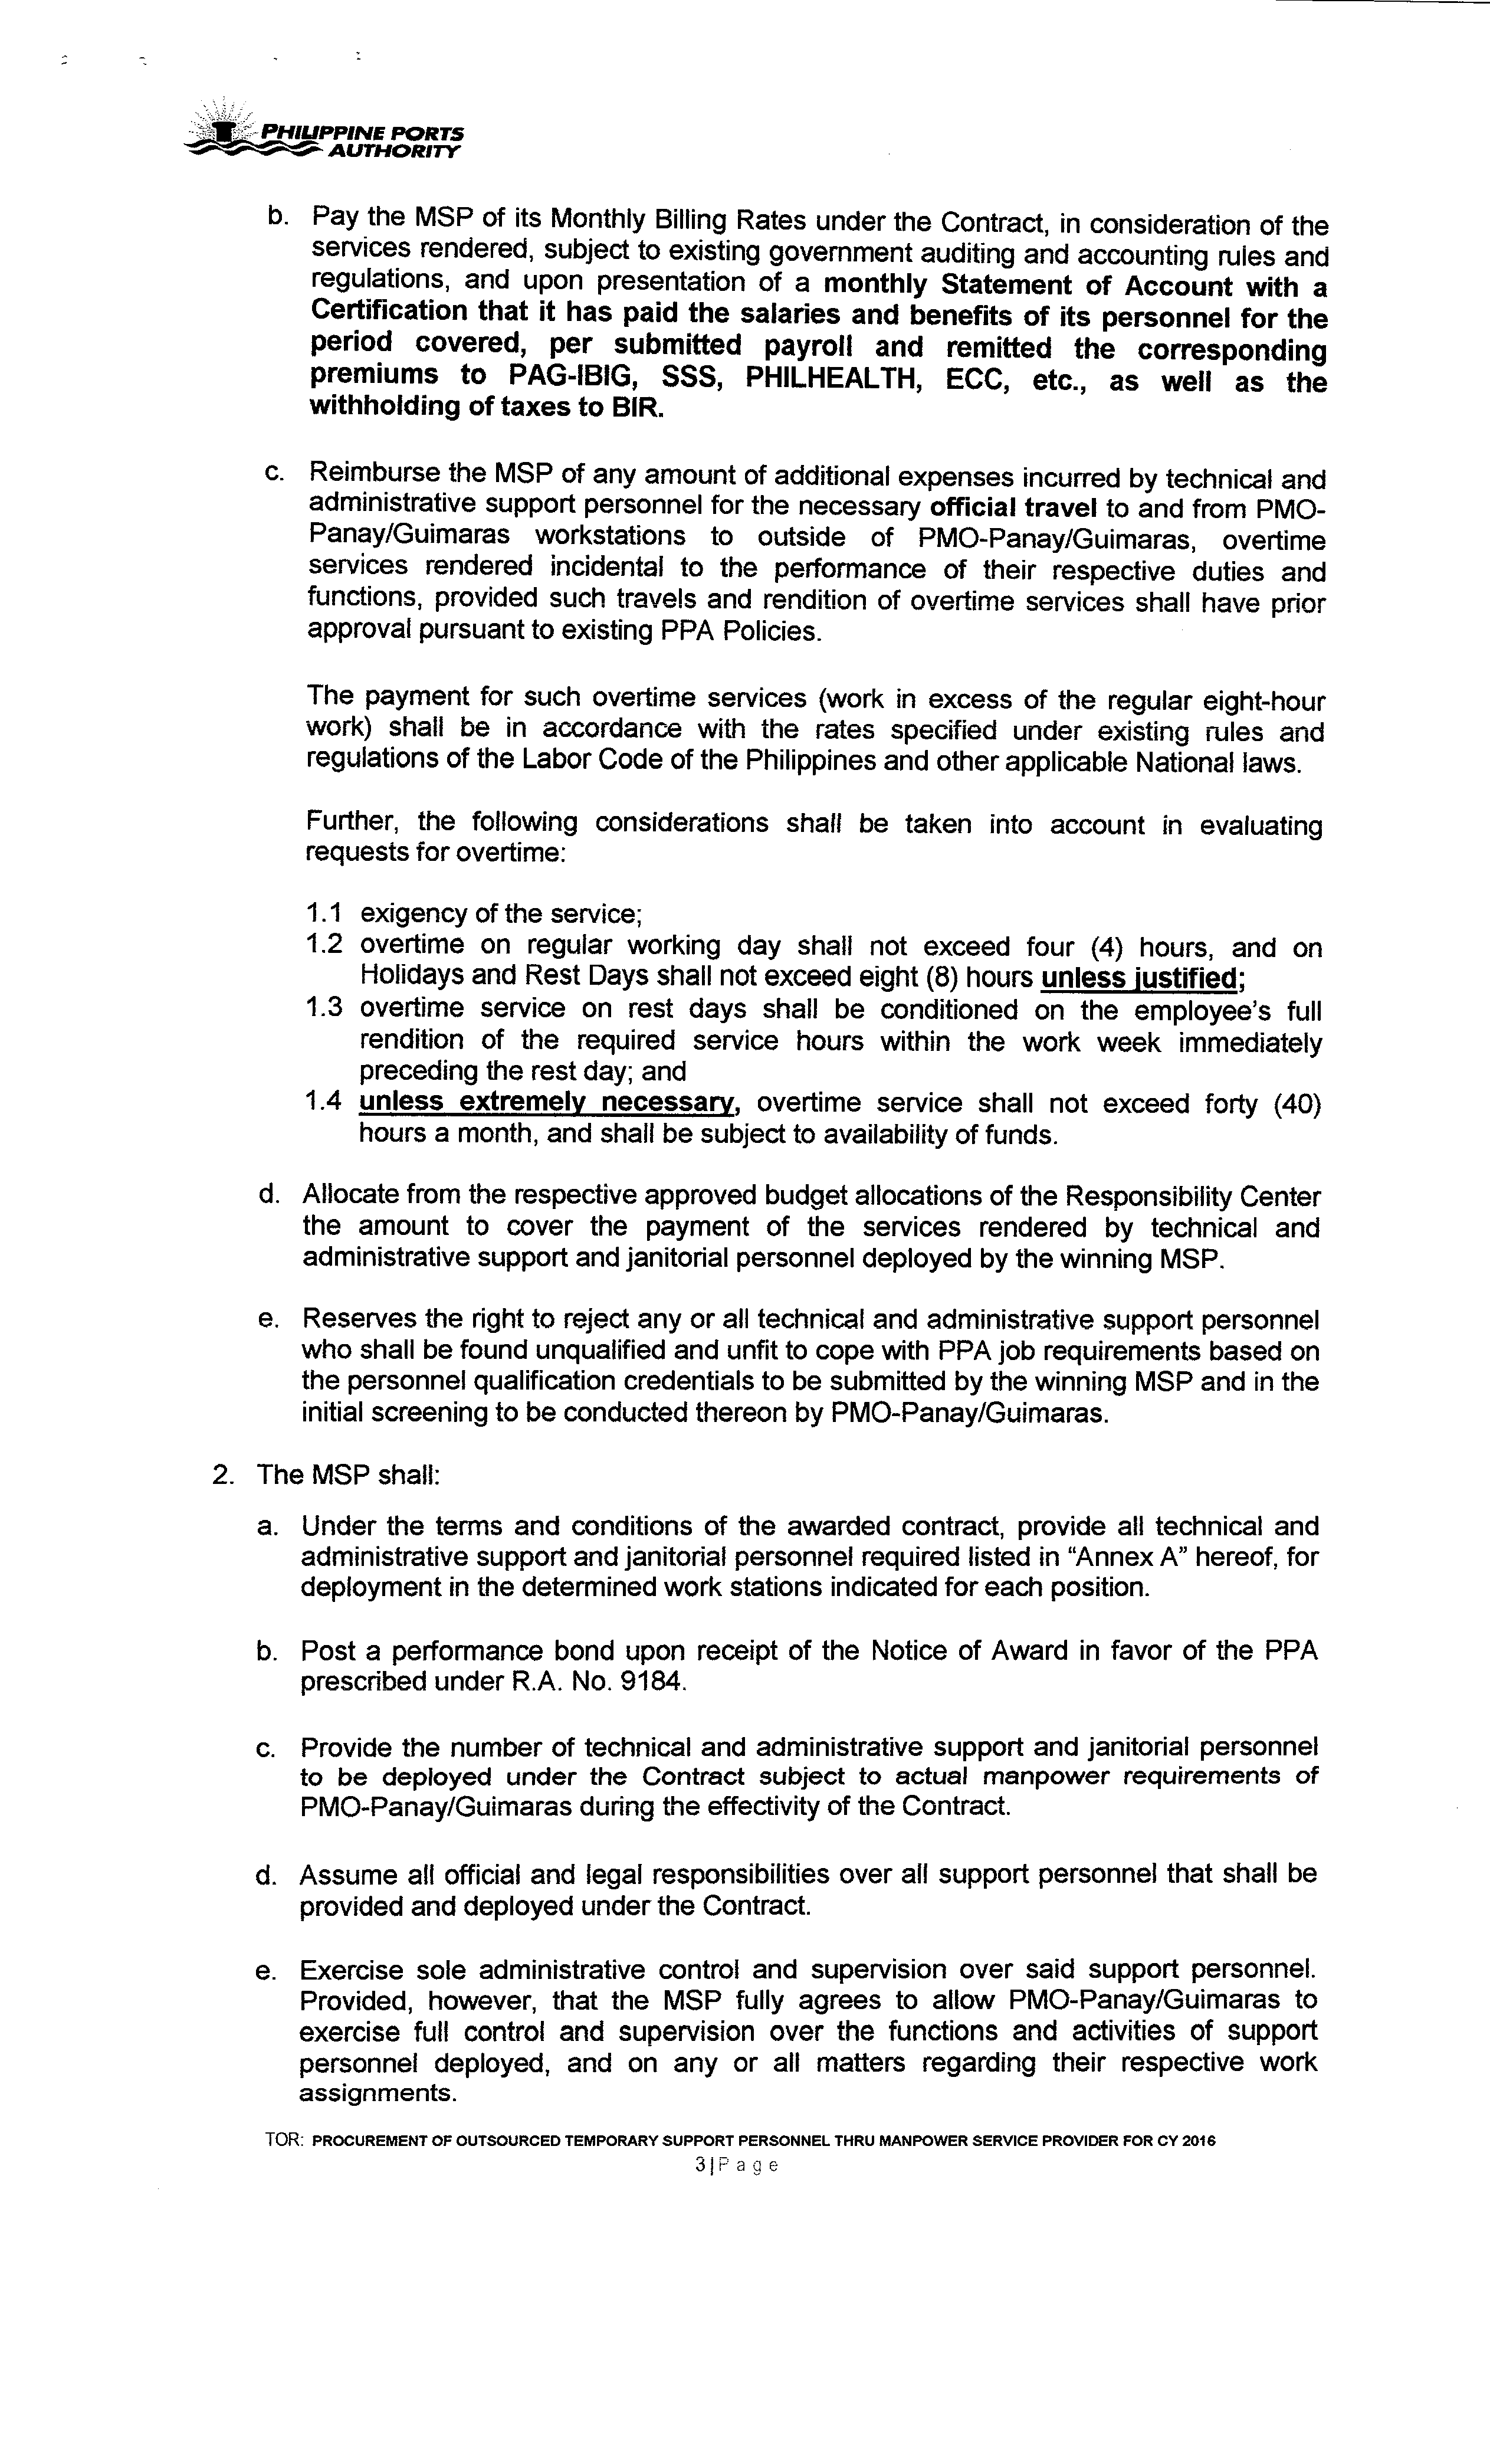 PHILIPPINE PORTS
AUTHORITY
b. Pay the MSP of its Monthly Billing Rates under the Contract, in consideration of the
services rendered, subject to existing government auditing and accounting rules and
regulations, and upon presentation of a monthly Statement of Account with a
Certification that it has paid the salaries and benefits of its personnel for the
period covered, per submitted payroll and remitted the corresponding
premiums to PAG-IBIG, SSS, PHILHEALTH, ECC, etc., as well as the
withholding of taxes to BIR.
c. Reimburse the MSP of any amount of additional expenses incurred by technical and
administrative support personnel for the necessary official travel to and from PMO-
Panay/Guimaras workstations to outside of PMO-Panay/Guimaras, overtime
services rendered incidental to the performance of their respective duties and
functions, provided such travels and rendition of overtime services shall have prior
approval pursuant to existing PPA Policies.
The payment for such overtime services (work in excess of the regular eight-hour
work) shall be in accordance with the rates specified under existing rules and
regulations of the Labor Code of the Philippines and other applicable National laws.
Further, the following considerations shall be taken into account in evaluating
requests for overtime:
1.1 exigency of the service;
1.2 overtime on regular working day shall not exceed four (4) hours, and on
Holidays and Rest Days shall not exceed eight (8) hours unless justified;
1.3 overtime service on rest days shall be conditioned on the employee's full
rendition of the required service hours within the work week immediately
preceding the rest day; and
1.4 unless extremely necessary, overtime service shall not exceed forty (40)
hours a month, and shall be subject to availability of funds.
d. Allocate from the respective approved budget allocations of the Responsibility Center
the amount to cover the payment of the services rendered by technical and
administrative support and janitorial personnel deployed by the winning MSP.
e. Reserves the right to reject any or all technical and administrative support personnel
who shall be found unqualified and unfit to cope with PPA job requirements based on
the personnel qualification credentials to be submitted by the winning MSP and in the
initial screening to be conducted thereon by PMO-Panay/Guimaras.
2. The MSP shall:
a. Under the terms and conditions of the awarded contract, provide all technical and
administrative support and janitorial personnel required listed in “Annex A” hereof, for
deployment in the determined work stations indicated for each position.
b. Post a performance bond upon receipt of the Notice of Award in favor of the PPA
prescribed under R.A. No. 9184.
c. Provide the number of technical and administrative support and janitorial personnel
to be deployed under the Contract subject to actual manpower requirements of
PMO-Panay/Guimaras during the effectivity of the Contract.
d. Assume all official and legal responsibilities over all support personnel that shall be
provided and deployed under the Contract.
e. Exercise sole administrative control and supervision over said support personnel.
Provided, however, that the MSP fully agrees to allow PMO-Panay/Guimaras to
exercise full control and supervision over the functions and activities of support
personnel deployed, and on any or all matters regarding their respective work
assignments.
TOR: PROCUREMENT OF OUTSOURCED TEMPORARY SUPPORT PERSONNEL THRU MANPOWER SERVICE PROVIDER FOR CY 2016
3|P a g e